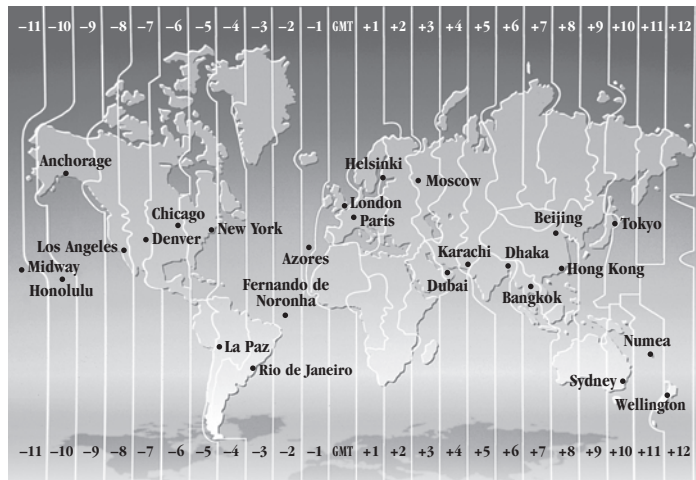 −11 −10 −9 −8 −7 −6 −5 −4 −3 −2 −1 GMT +1 +2 +3 +4 +5 +6 +7 +8 +9 +10 +11 +12
Anchorage
Helsinki
Moscow
London
Paris
Chicago
New York
Denver
Los Angeles
Azores
Beijing
Tokyo
Karachi
Dhaka
Midway
Honolulu
Hong Kong
Dubai
Bangkok
Fernando de
Noronha
Numea
La Paz
Rio de Janeiro
Sydney
Wellington
−11 −10 −9 −8 −7 −6 −5 −4 −3 −2 −1 GMT +1 +2 +3 +4 +5 +6 +7 +8 +9 +10 +11 +12